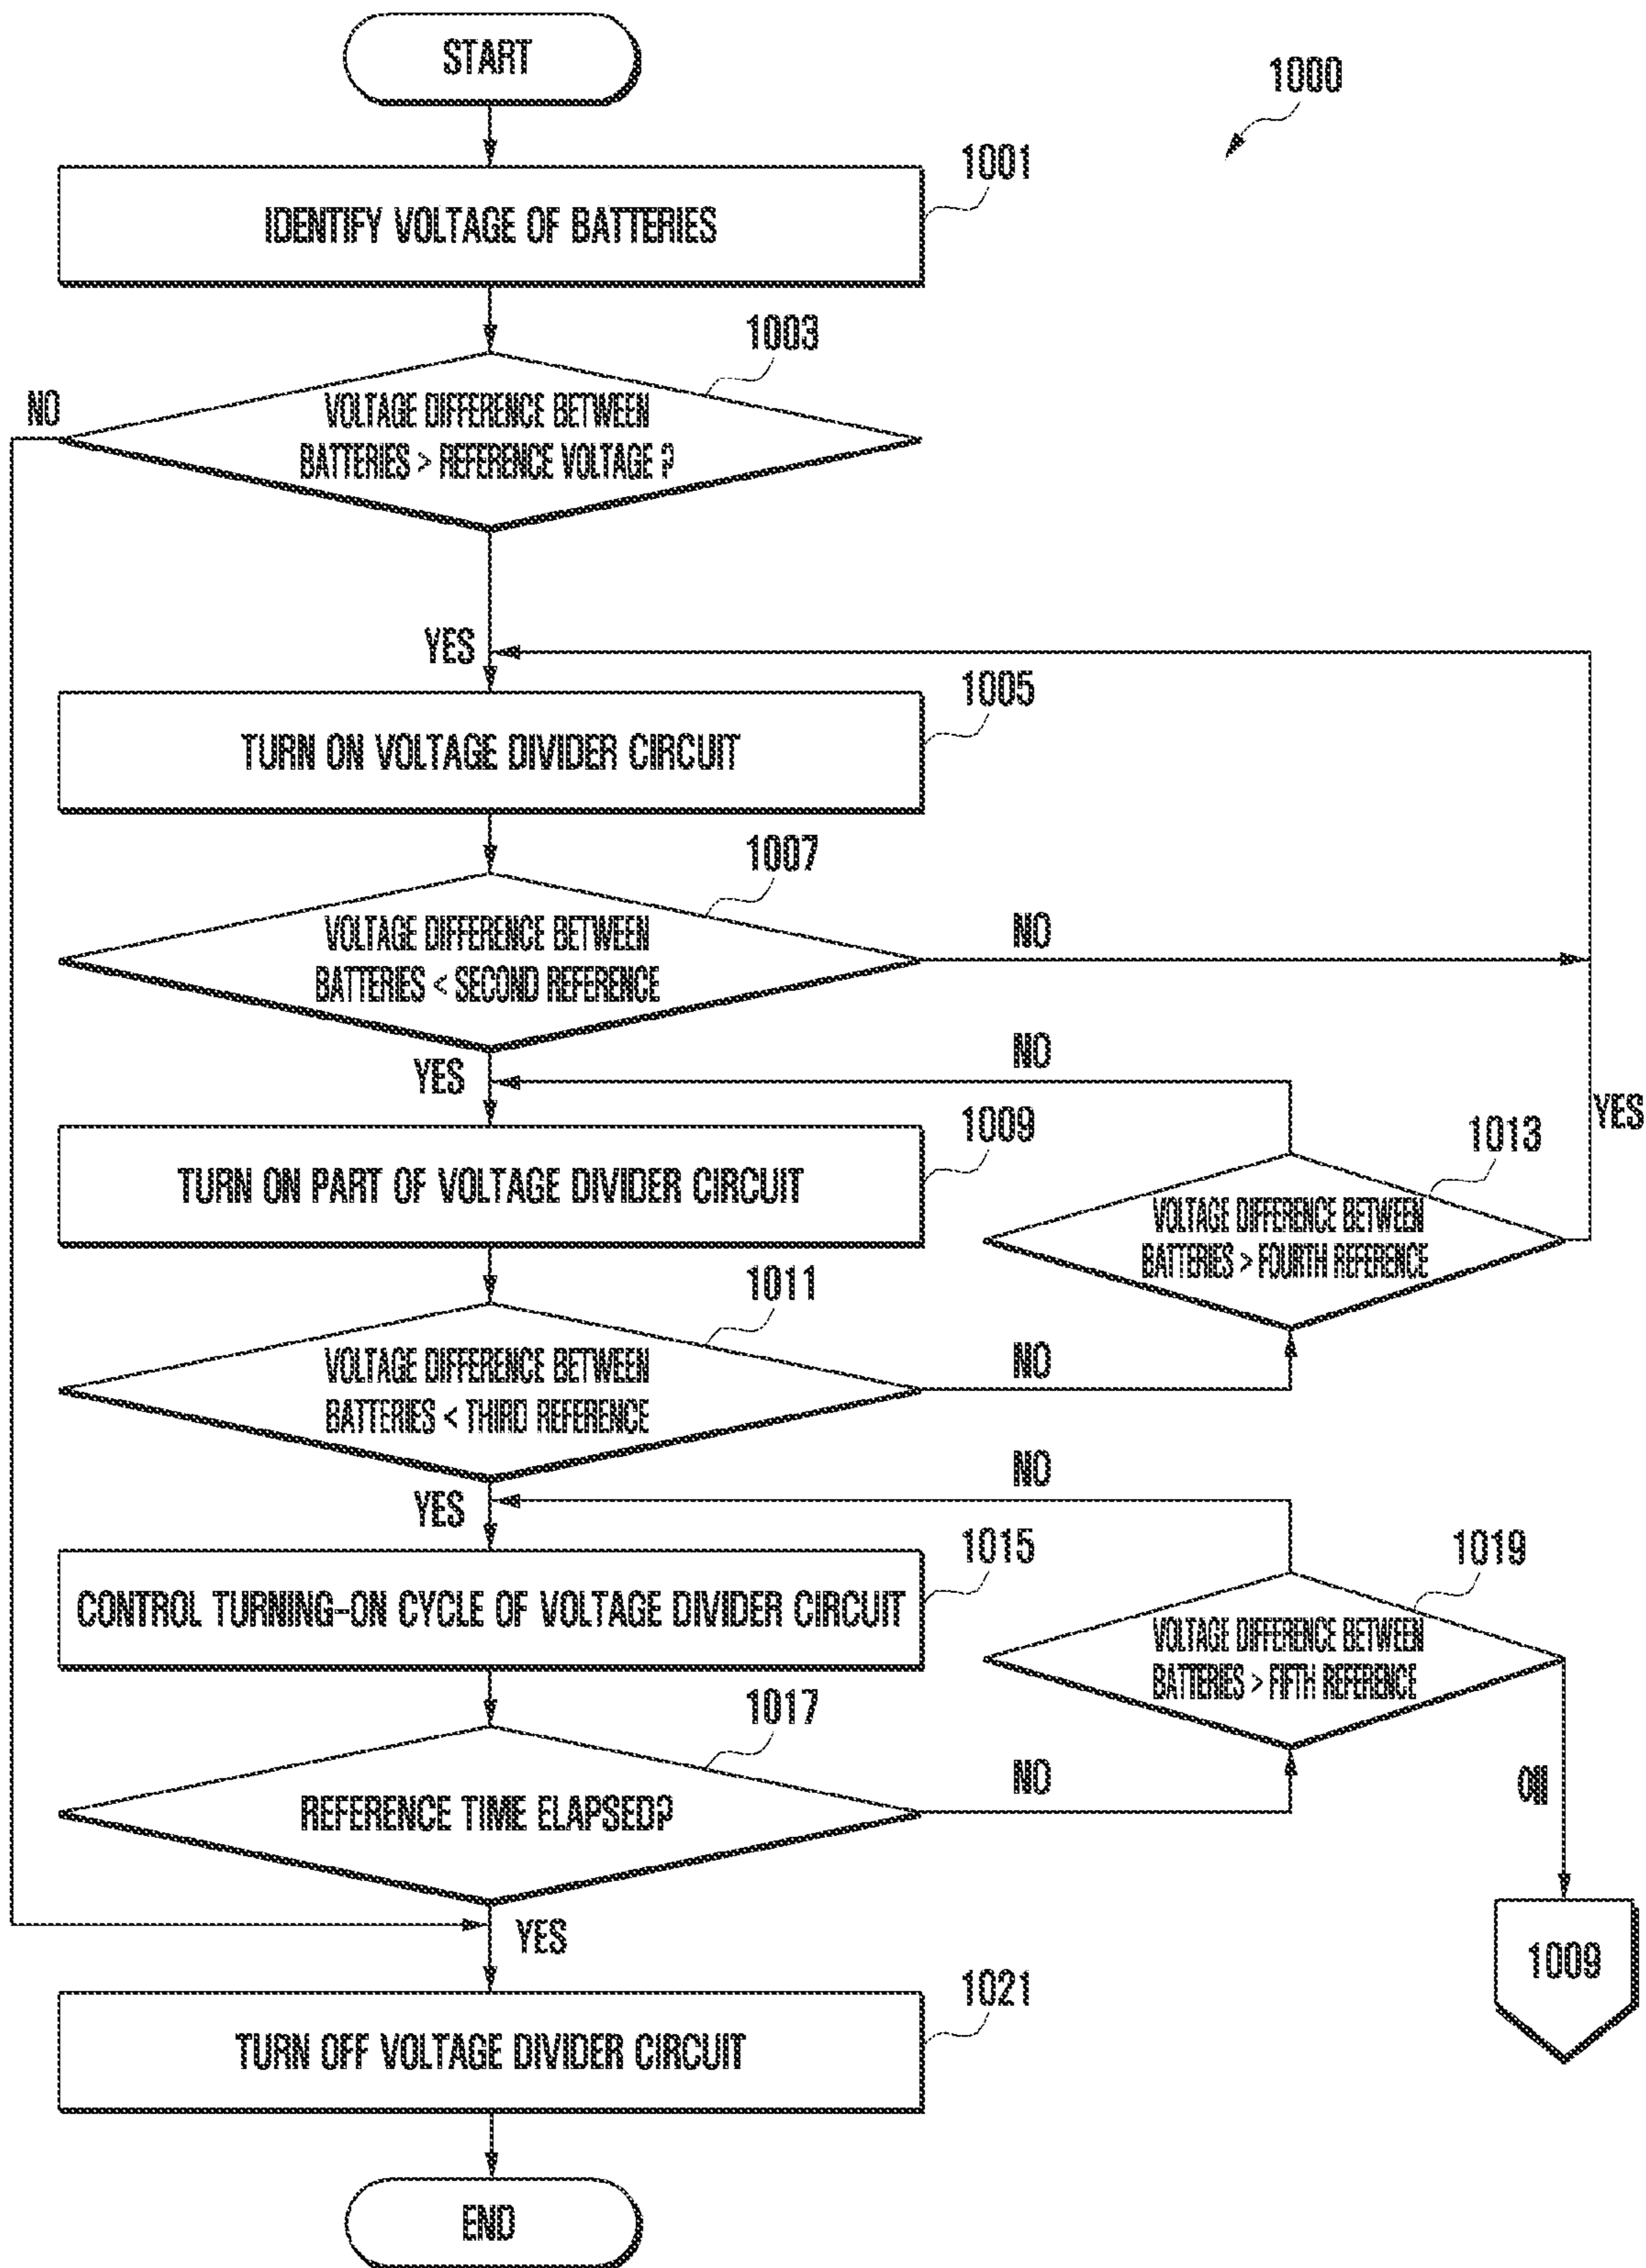 START
1000
1001
IDENTIFY VOLTAGE OF BATTERIES
1003
NO
VOLTAGE DIFFERENCE BETWEEN
BATTERIES > REFERENCE VOLTAGE ?
YES
1005
TURN ON VOLTAGE DIVIDER CIRCUIT
1007
VOLTAGE DIFFERENCE BETWEEN
BATTERIES < SECOND REFERENCE
NO
YES
NO
1009
TURN ON PART OF VOLTAGE DIVIDER CIRCUIT
1013
YES
VOLTAGE DIFFERENCE BETWEEN
BATTERIES > FOURTH REFERENCE
1011
VOLTAGE DIFFERENCE BETWEEN
BATTERIES < THIRD REFERENCE
NO
YES
NO
1015
CONTROL TURNING-ON CYCLE OF VOLTAGE DIVIDER CIRCUIT
1019
VOLTAGE DIFFERENCE BETWEEN
BATTERIES > FIFTH REFERENCE
1017
REFERENCE TIME ELAPSED?
NO
예
YES
1009
1021
TURN OFF VOLTAGE DIVIDER CIRCUIT
END